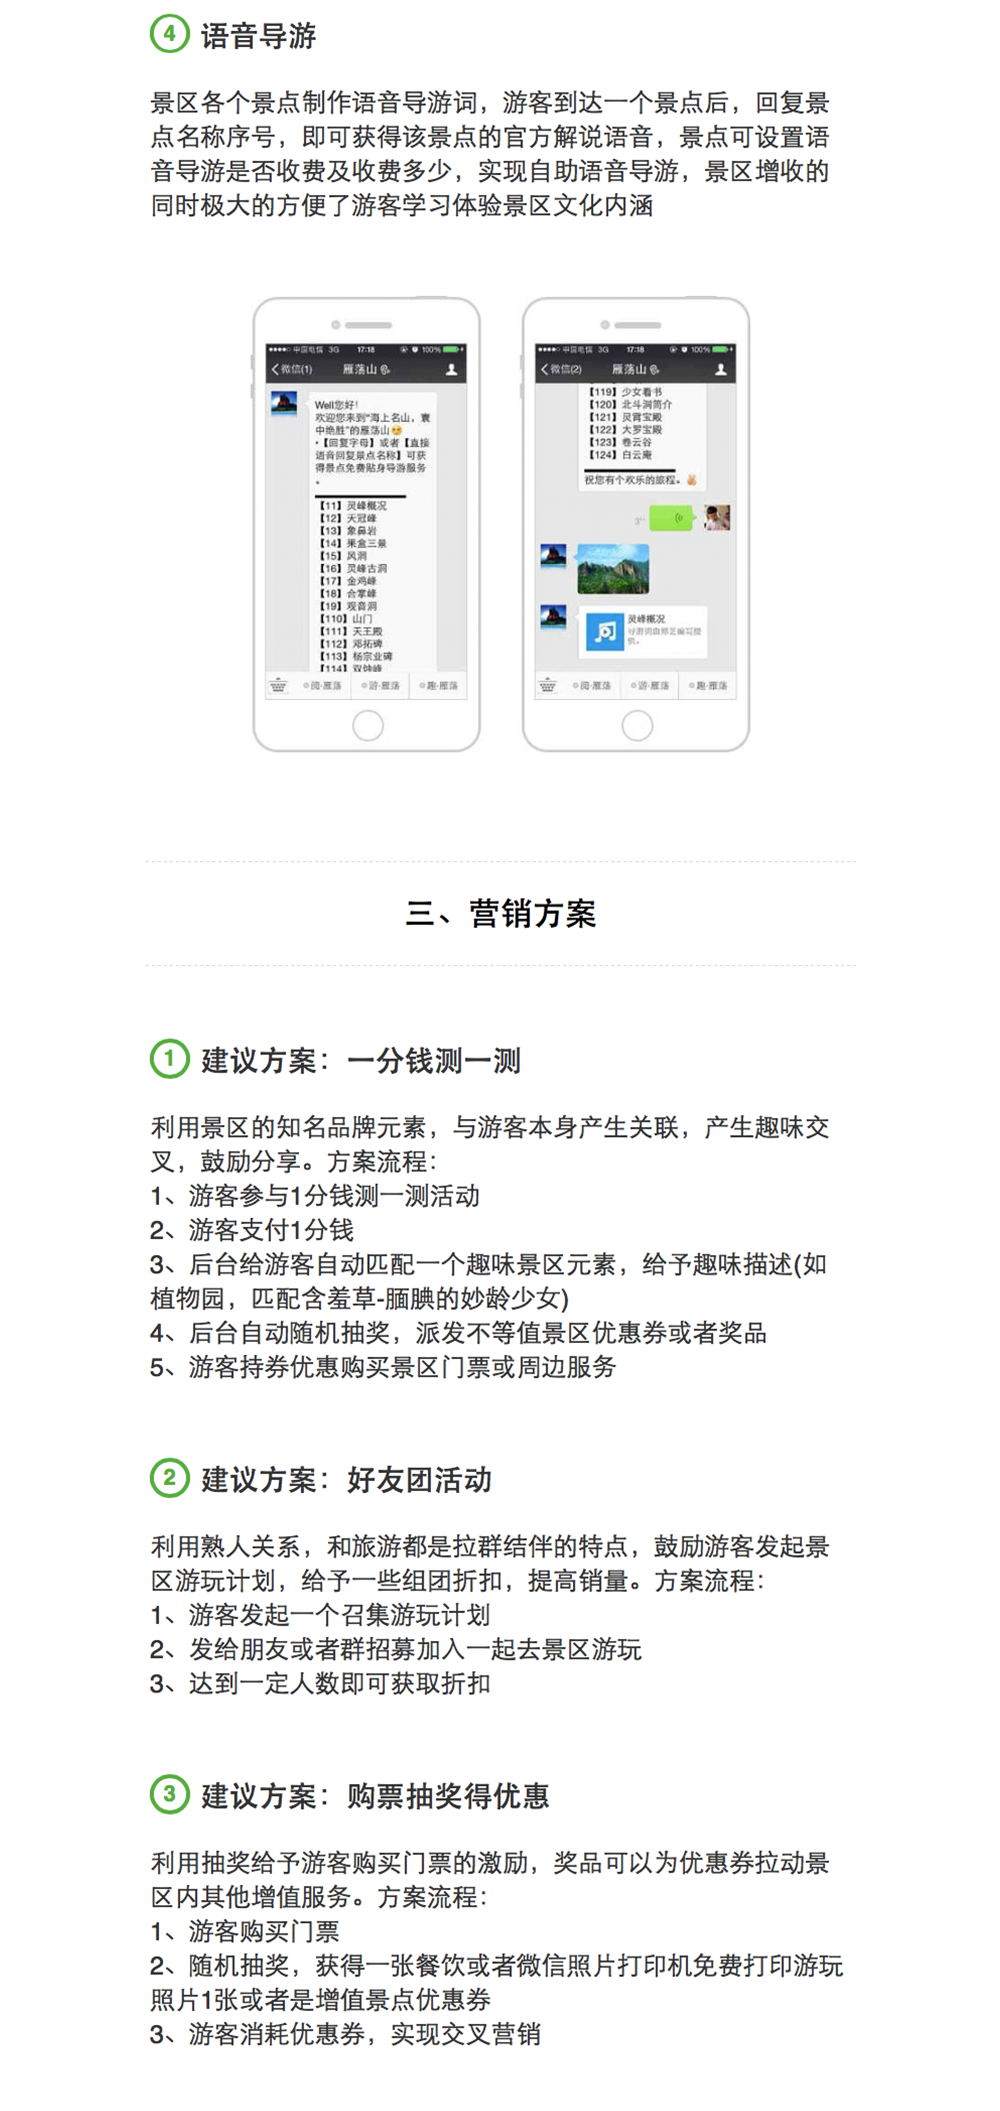 4 语音导游
景区各个景点制作语音导游词，游客到达一个景点后，回复景
点名称序号，即可获得该景点的官方解说语音，景点可设置语
音导游是否收费及收费多少，实现自助语音导游，景区增收的
同时极大的方便了游客学习体验景区文化内涵
中国电信 3G 17:18 100%
微信(1) 雁荡山
Well您好！
欢迎您来到“海上名山，寰
中绝胜”的雁荡山
·【回复字母】或者【直接
语音回复景点名称】可获
得景点免费贴身导游服务
。
【11】灵峰概况
【12】天冠峰
【13】象鼻岩
【14】果盒三景
【15】风洞
【16】灵峰古洞
【17】金鸡峰
【18】合掌峰
【19】观音洞
【110】山门
【111】天王殿
【112】邓拓碑
【113】杨宗业碑
【114】双烛峰
阅·雁荡 游·雁荡 趣·雁荡
中国电信 3G 17:18 100%
微信(2) 雁荡山
【119】少女看书
【120】北斗洞简介
【121】灵霄宝殿
【122】大罗宝殿
【123】卷云谷
【124】白云庵
祝您有个欢乐的旅程。
3"
灵峰概况
导游词由郑芝编写提
供。
阅·雁荡 游·雁荡 趣·雁荡
三、营销方案
1 建议方案：一分钱测一测
利用景区的知名品牌元素，与游客本身产生关联，产生趣味交
叉，鼓励分享。方案流程：
1、游客参与1分钱测一测活动
2、游客支付1分钱
3、后台给游客自动匹配一个趣味景区元素，给予趣味描述(如
植物园，匹配含羞草-腼腆的妙龄少女)
4、后台自动随机抽奖，派发不等值景区优惠券或者奖品
5、游客持券优惠购买景区门票或周边服务
2 建议方案：好友团活动
利用熟人关系，和旅游都是拉群结伴的特点，鼓励游客发起景
区游玩计划，给予一些组团折扣，提高销量。方案流程：
1、游客发起一个召集游玩计划
2、发给朋友或者群招募加入一起去景区游玩
3、达到一定人数即可获取折扣
3 建议方案：购票抽奖得优惠
利用抽奖给予游客购买门票的激励，奖品可以为优惠券拉动景
区内其他增值服务。方案流程：
1、游客购买门票
2、随机抽奖，获得一张餐饮或者微信照片打印机免费打印游玩
照片1张或者是增值景点优惠券
3、游客消耗优惠券，实现交叉营销